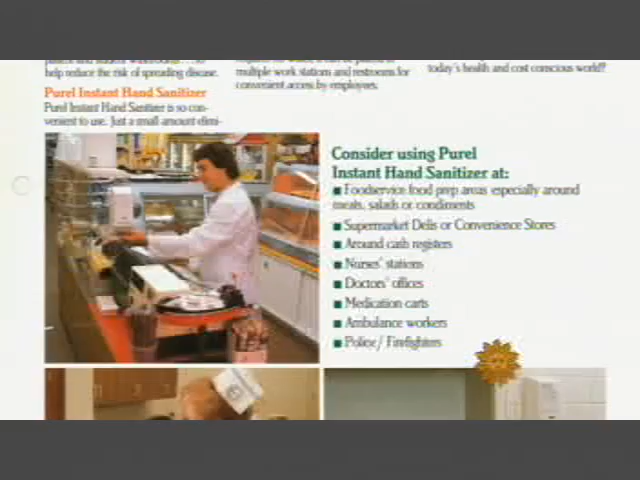 help reduce the risk of spreading disease.
Purel Instant Hand Sanitizer
Purel Instant Hand Sanitizer is so con-
venient to use. Just a small amount elimi-
multiple work stations and restrooms for
convenient access by employees.
today's health and cost conscious world?
Consider using Purel
Instant Hand Sanitizer at:
Foodservice food prep areas especially around
meats, salads or condiments
Supermarket Delis or Convenience Stores
Around cash registers
Nurses' stations
Doctors' offices
Medication carts
Ambulance workers
Police/Firefighters